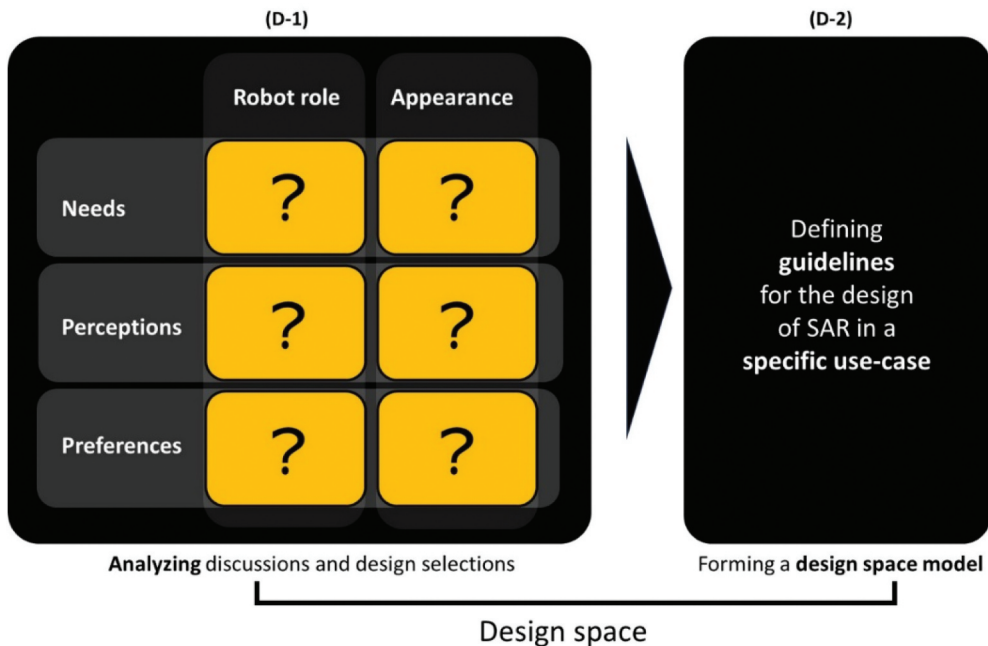 (D-1)
(D-2)
Robot role
Appearance
Needs
?
?
Perceptions
?
?
Preferences
?
?
Defining
guidelines
for the design
of SAR in a
specific use-case
Analyzing discussions and design selections
Forming a design space model
Design space